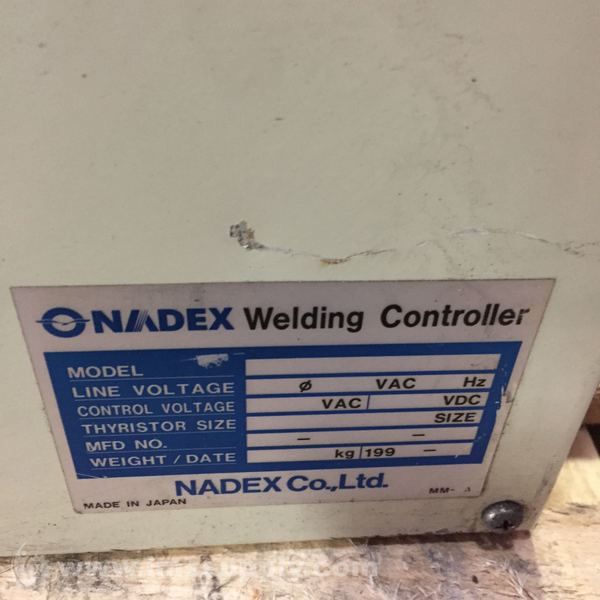 NADEX Welding Controller
MODEL
LINE VOLTAGE Ø VAC Hz
CONTROL VOLTAGE VAC VDC
THYRISTOR SIZE SIZE
MFD NO. — —
WEIGHT / DATE kg 199 —
NADEX Co.,Ltd.
MADE IN JAPAN MM-